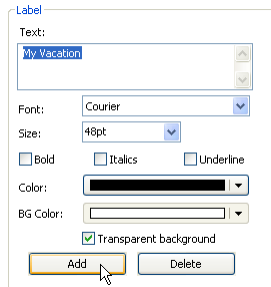 Label
Text:
My Vacation
Font: Courier
Size: 48pt
Bold Italics Underline
Color:
BG Color:
Transparent background
Add Delete